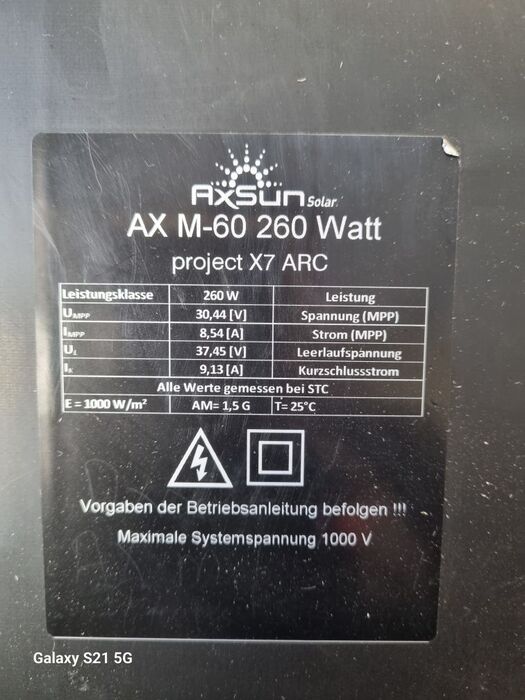 AxSun Solar
AX M-60 260 Watt
project X7 ARC
Leistungsklasse 260 W Leistung
UMPP 30,44 [V] Spannung (MPP)
IMPP 8,54 [A] Strom (MPP)
UL 37,45 [V] Leerlaufspannung
IK 9,13 [A] Kurzschlussstrom
Alle Werte gemessen bei STC
E = 1000 W/m² AM= 1,5 G T= 25°C
Vorgaben der Betriebsanleitung befolgen !!!
Maximale Systemspannung 1000 V
Galaxy S21 5G